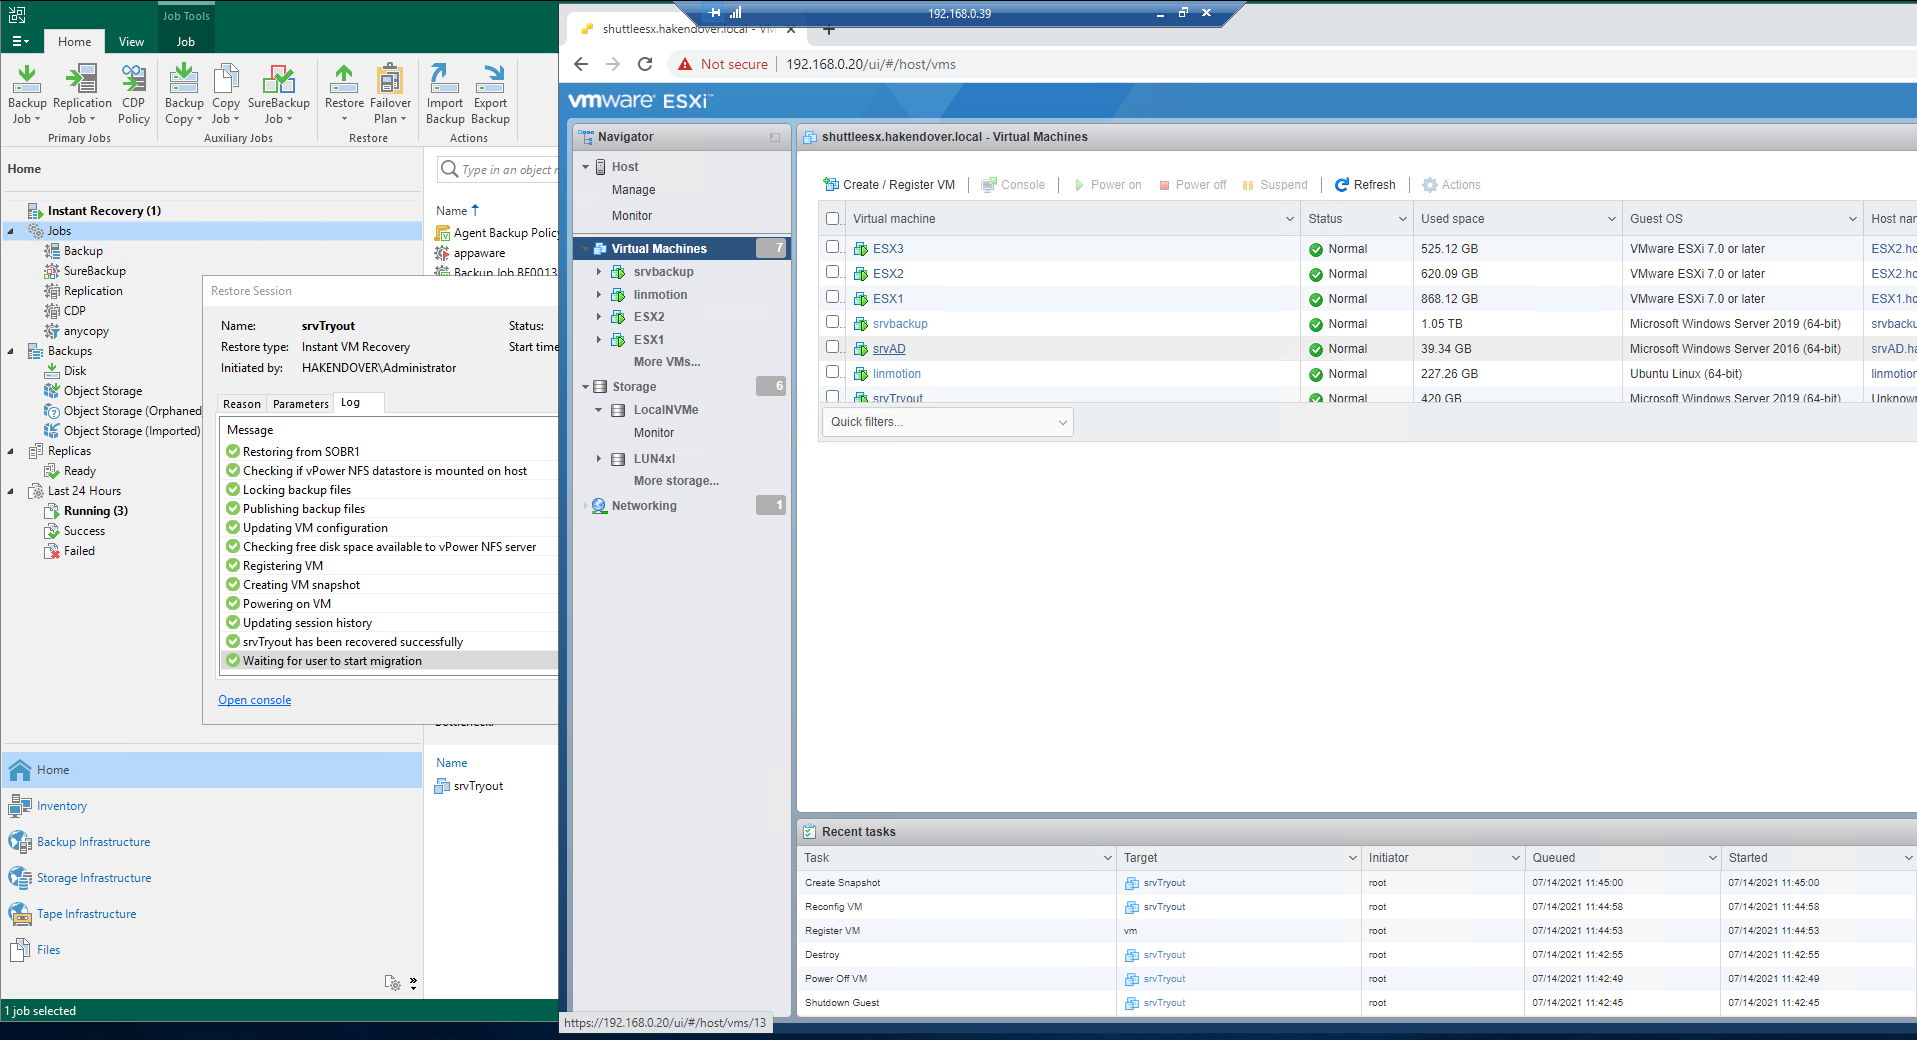 Job Tools
Home
View
Job
Backup Job
Replication Job
CDP Policy
Backup Copy
Copy Job
SureBackup Job
Restore
Failover Plan
Import Backup
Export Backup
Primary Jobs
Auxiliary Jobs
Restore
Actions
Home
Type in an object
Instant Recovery (1)
Jobs
Backup
SureBackup
Replication
CDP
anycopy
Backups
Disk
Object Storage
Object Storage (Orphaned
Object Storage (Imported)
Replicas
Ready
Last 24 Hours
Running (3)
Success
Failed
Name
Agent Backup Policy
appaware
Backup Job BE0013
Restore Session
Name: srvTryout Status:
Restore type: Instant VM Recovery Start time
Initiated by: HAKENDOVER\Administrator
Reason Parameters Log
Message
Restoring from SOBR1
Checking if vPower NFS datastore is mounted on host
Locking backup files
Publishing backup files
Updating VM configuration
Checking free disk space available to vPower NFS server
Registering VM
Creating VM snapshot
Powering on VM
Updating session history
srvTryout has been recovered successfully
Waiting for user to start migration
Open console
Name
srvTryout
Home
Inventory
Backup Infrastructure
Storage Infrastructure
Tape Infrastructure
Files
1 job selected
192.168.0.39
shuttleesx.hakendover.local - VM
Not secure 192.168.0.20/ui/#/host/vms
vmware ESXi™
Navigator
Host
Manage
Monitor
Virtual Machines 7
srvbackup
linmotion
ESX2
ESX1
More VMs...
Storage 6
LocalNVMe
Monitor
LUN4xl
More storage...
Networking 1
shuttleesx.hakendover.local - Virtual Machines
Create / Register VM Console Power on Power off Suspend Refresh Actions
Virtual machine Status Used space Guest OS Host nar
ESX3 Normal 525.12 GB VMware ESXi 7.0 or later ESX2.ho
ESX2 Normal 620.09 GB VMware ESXi 7.0 or later ESX2.ho
ESX1 Normal 868.12 GB VMware ESXi 7.0 or later ESX1.ho
srvbackup Normal 1.05 TB Microsoft Windows Server 2019 (64-bit) srvbacku
srvAD Normal 39.34 GB Microsoft Windows Server 2016 (64-bit) srvAD.ha
linmotion Normal 227.26 GB Ubuntu Linux (64-bit) linmotion
srvTryout Normal 420 GB Microsoft Windows Server 2019 (64-bit) Unknown
Quick filters...
Recent tasks
Task Target Initiator Queued Started
Create Snapshot srvTryout root 07/14/2021 11:45:00 07/14/2021 11:45:00
Reconfig VM srvTryout root 07/14/2021 11:44:58 07/14/2021 11:44:58
Register VM vm root 07/14/2021 11:44:53 07/14/2021 11:44:53
Destroy srvTryout root 07/14/2021 11:42:55 07/14/2021 11:42:55
Power Off VM srvTryout root 07/14/2021 11:42:49 07/14/2021 11:42:49
Shutdown Guest srvTryout root 07/14/2021 11:42:45 07/14/2021 11:42:45
https://192.168.0.20/ui/#/host/vms/13